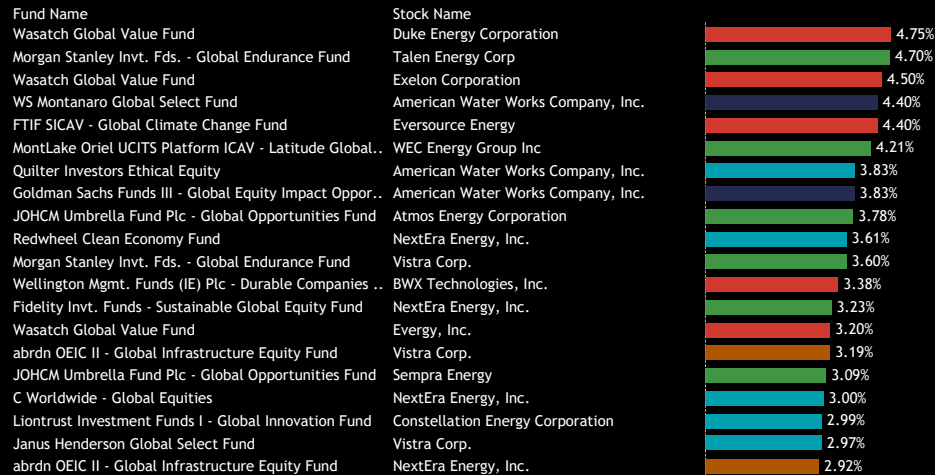 Fund Name Stock Name
Wasatch Global Value Fund Duke Energy Corporation 4.75%
Morgan Stanley Invt. Fds. - Global Endurance Fund Talen Energy Corp 4.70%
Wasatch Global Value Fund Exelon Corporation 4.50%
WS Montanaro Global Select Fund American Water Works Company, Inc. 4.40%
FTIF SICAV - Global Climate Change Fund Eversource Energy 4.40%
MontLake Oriel UCITS Platform ICAV - Latitude Global.. WEC Energy Group Inc 4.21%
Quilter Investors Ethical Equity American Water Works Company, Inc. 3.83%
Goldman Sachs Funds III - Global Equity Impact Oppor.. American Water Works Company, Inc. 3.83%
JOHCM Umbrella Fund Plc - Global Opportunities Fund Atmos Energy Corporation 3.78%
Redwheel Clean Economy Fund NextEra Energy, Inc. 3.61%
Morgan Stanley Invt. Fds. - Global Endurance Fund Vistra Corp. 3.60%
Wellington Mgmt. Funds (IE) Plc - Durable Companies .. BWX Technologies, Inc. 3.38%
Fidelity Invt. Funds - Sustainable Global Equity Fund NextEra Energy, Inc. 3.23%
Wasatch Global Value Fund Evergy, Inc. 3.20%
abrdn OEIC II - Global Infrastructure Equity Fund Vistra Corp. 3.19%
JOHCM Umbrella Fund Plc - Global Opportunities Fund Sempra Energy 3.09%
C Worldwide - Global Equities NextEra Energy, Inc. 3.00%
Liontrust Investment Funds I - Global Innovation Fund Constellation Energy Corporation 2.99%
Janus Henderson Global Select Fund Vistra Corp. 2.97%
abrdn OEIC II - Global Infrastructure Equity Fund NextEra Energy, Inc. 2.92%